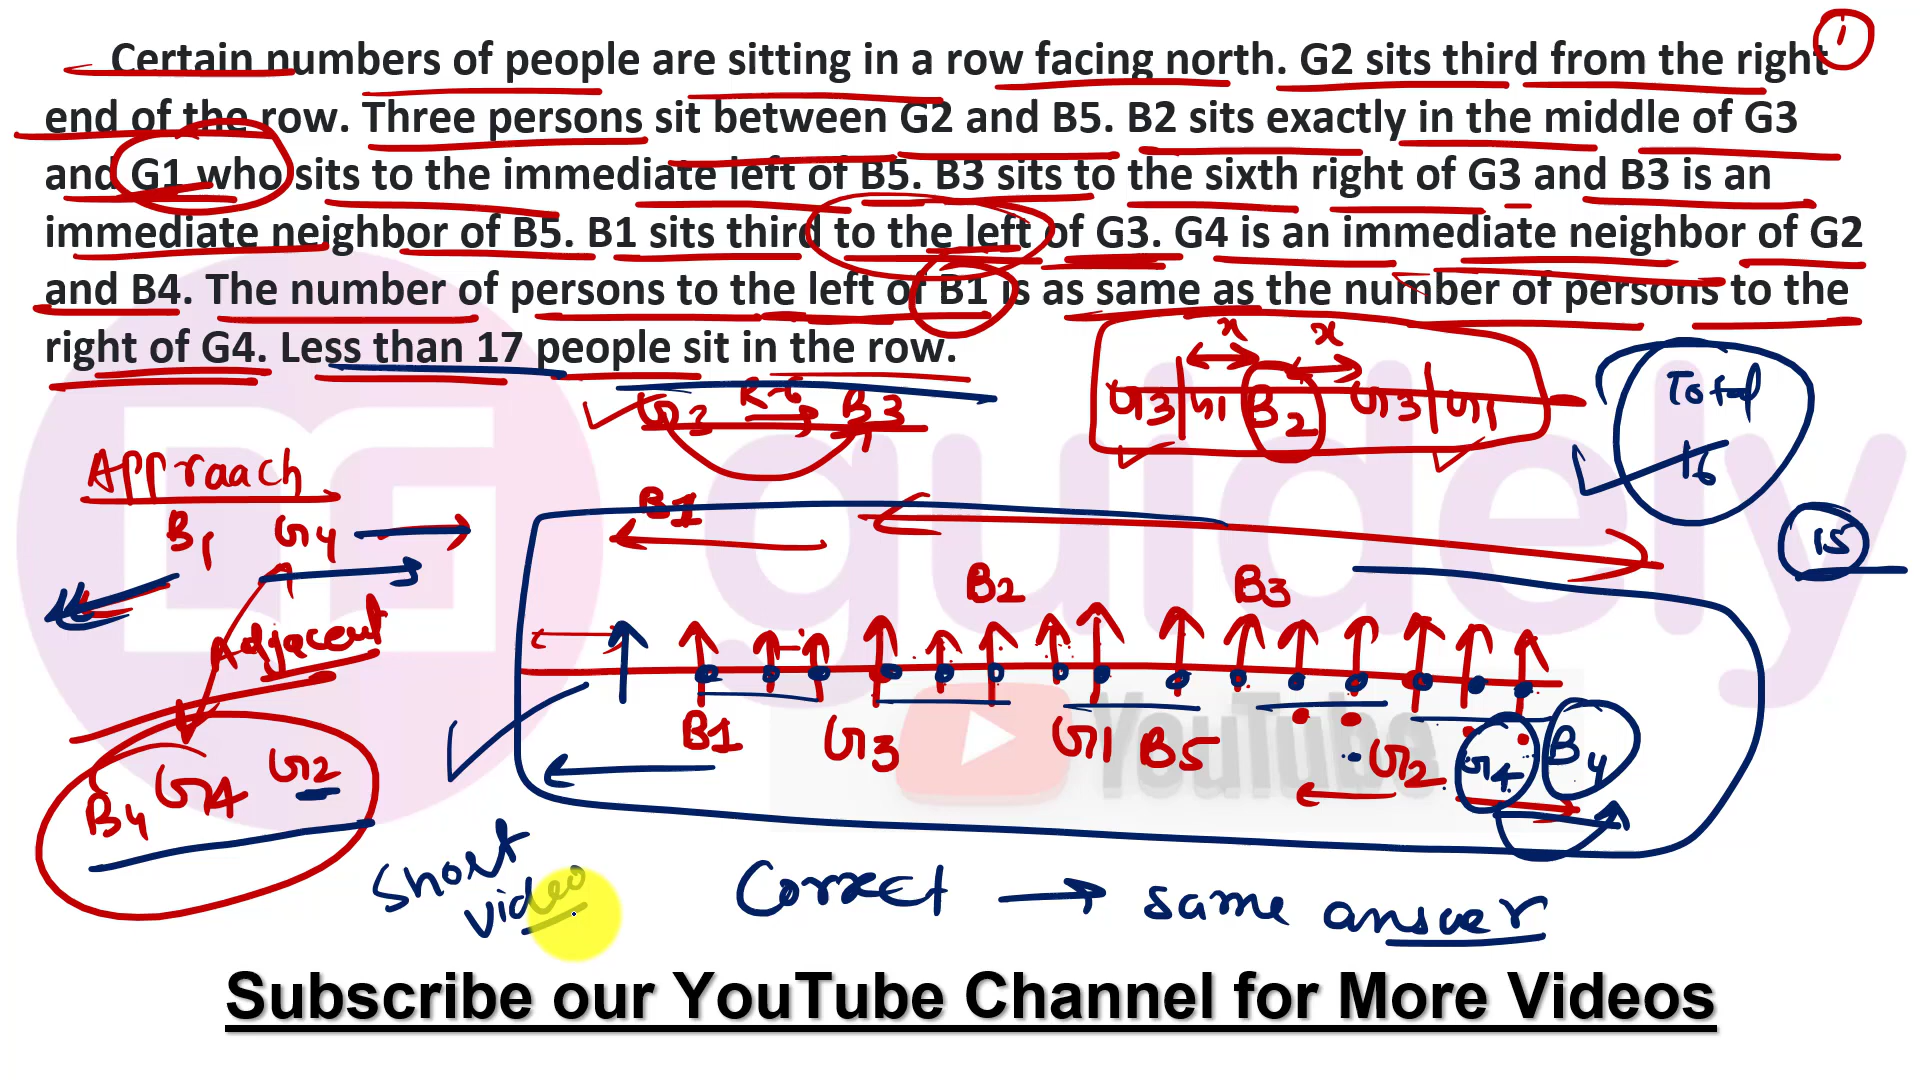 Certain numbers of people are sitting in a row facing north. G2 sits third from the right
end of the row. Three persons sit between G2 and B5. B2 sits exactly in the middle of G3
and G1 who sits to the immediate left of B5. B3 sits to the sixth right of G3 and B3 is an
immediate neighbor of B5. B1 sits third to the left of G3. G4 is an immediate neighbor of G2
and B4. The number of persons to the left of B1 is as same as the number of persons to the
right of G4. Less than 17 people sit in the row.
x x
G3 R-6 B3
G3 G1 B2 G3 G1
Total
16
Appraach
B1 G4
B1
15
B2 B3
Adjacent
B1 G3 G1 B5 G2 G4 B4
B4 G4 G2
guidely
YouTube
Short
video
Correct → same answer
Subscribe our YouTube Channel for More Videos